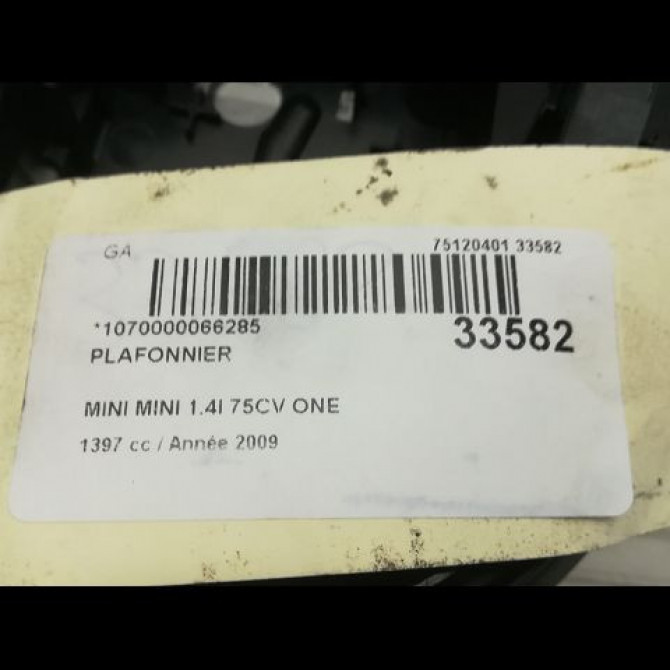 GA
75120401 33582
*1070000066285
33582
PLAFONNIER
MINI MINI 1.4I 75CV ONE
1397 cc / Année 2009